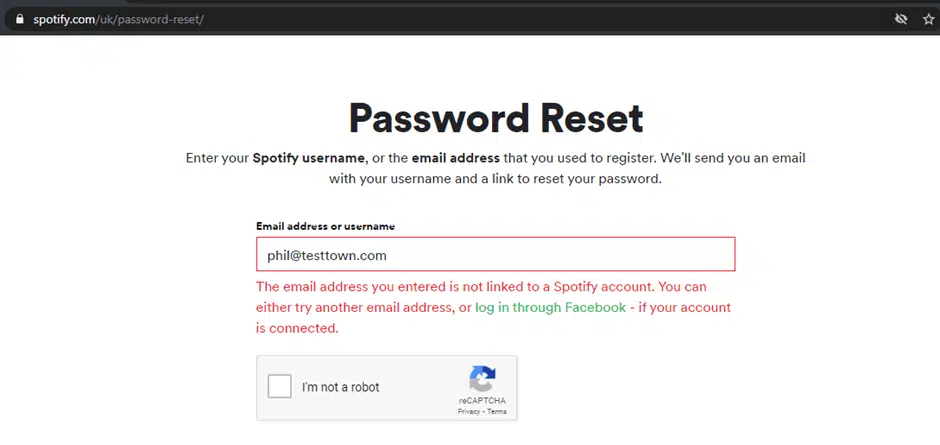 spotify.com/uk/password-reset/
Password Reset
Enter your Spotify username, or the email address that you used to register. We'll send you an email
with your username and a link to reset your password.
Email address or username
phil@testtown.com
The email address you entered is not linked to a Spotify account. You can
either try another email address, or log in through Facebook - if your account
is connected.
I'm not a robot
reCAPTCHA
Privacy - Terms